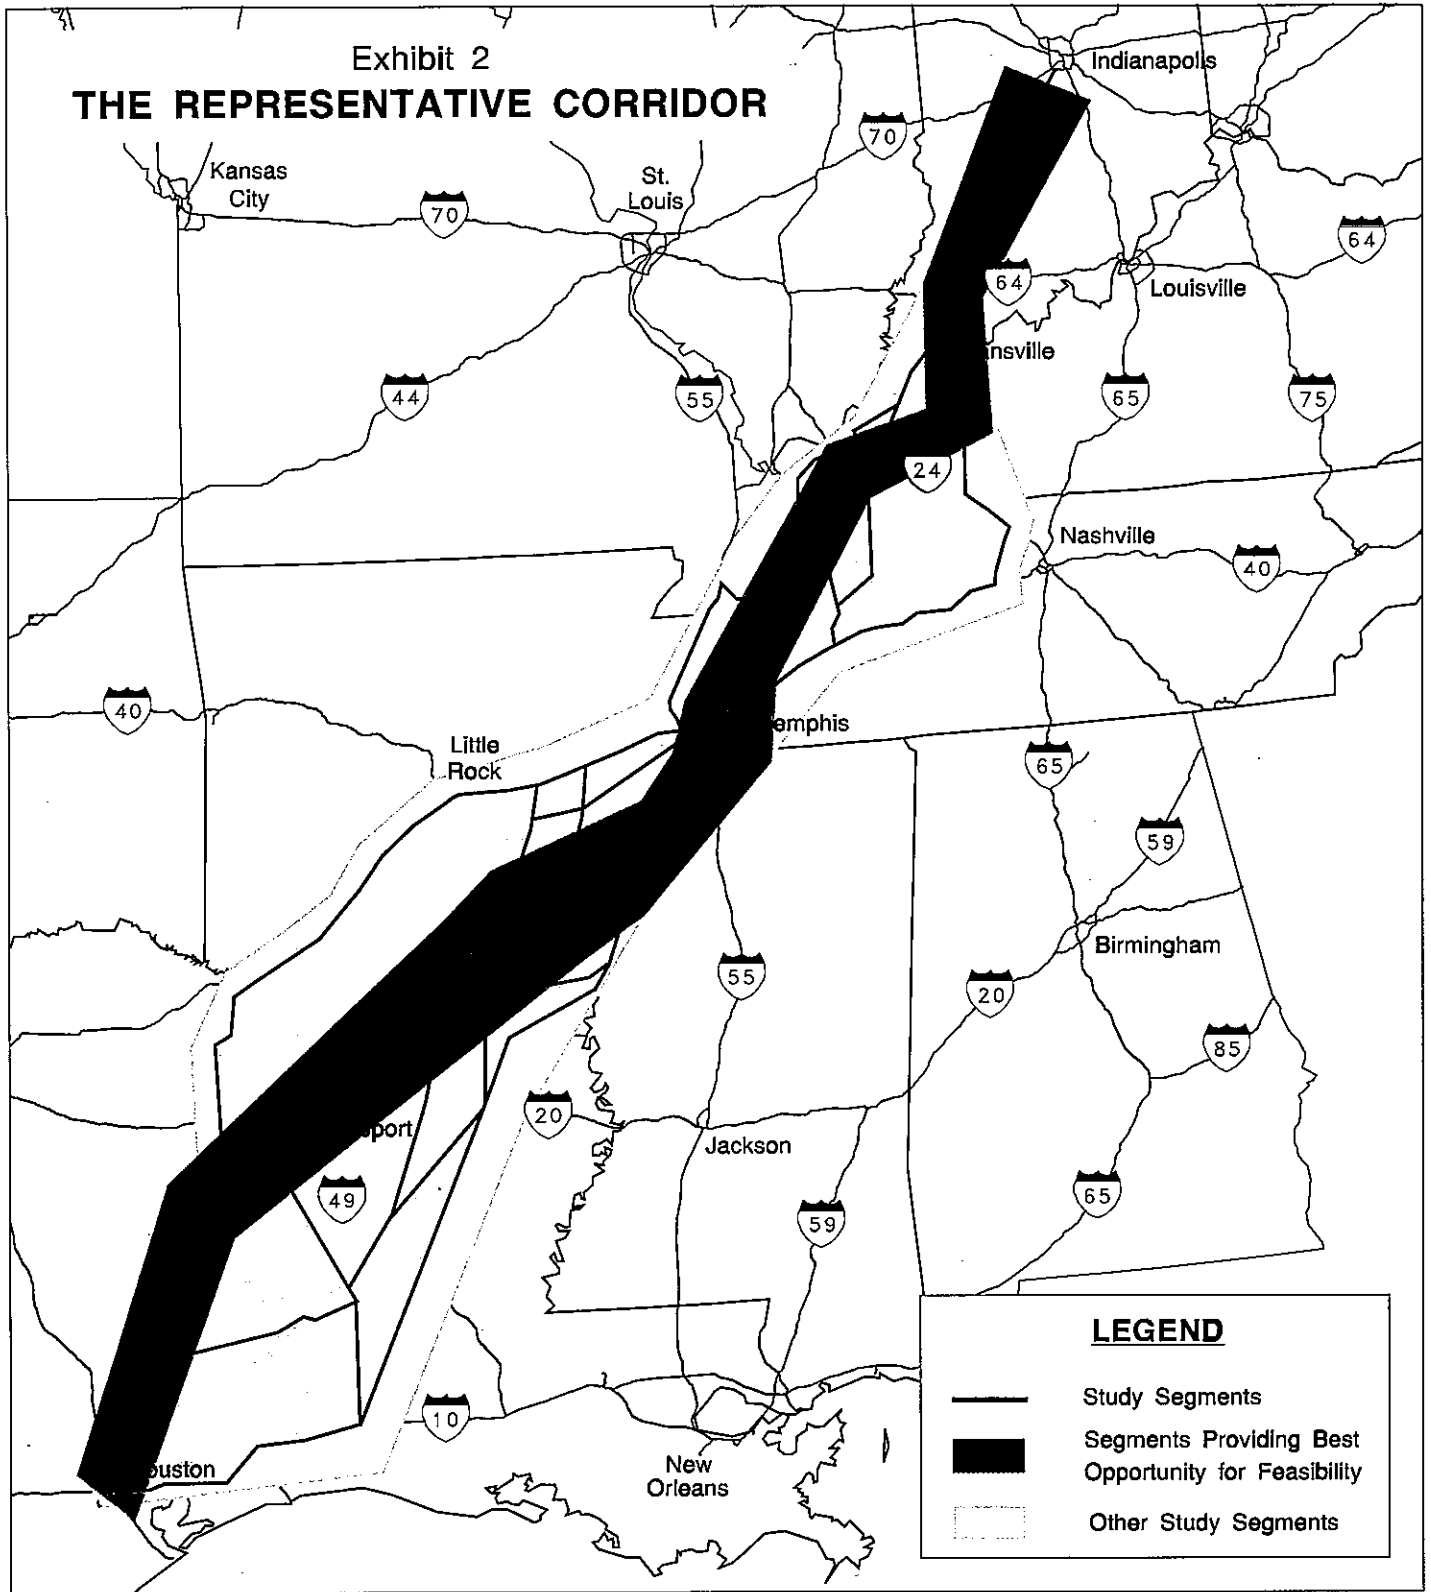 Exhibit 2
THE REPRESENTATIVE CORRIDOR
Indianapolis
70
Kansas
City
St.
Louis
70
64
64
Louisville
nsville
44
55
65
75
24
Nashville
40
40
emphis
Little
Rock
65
59
Birmingham
55
20
85
20
port
Jackson
49
65
59
10
ouston
New
Orleans
LEGEND
Study Segments
Segments Providing Best
Opportunity for Feasibility
Other Study Segments